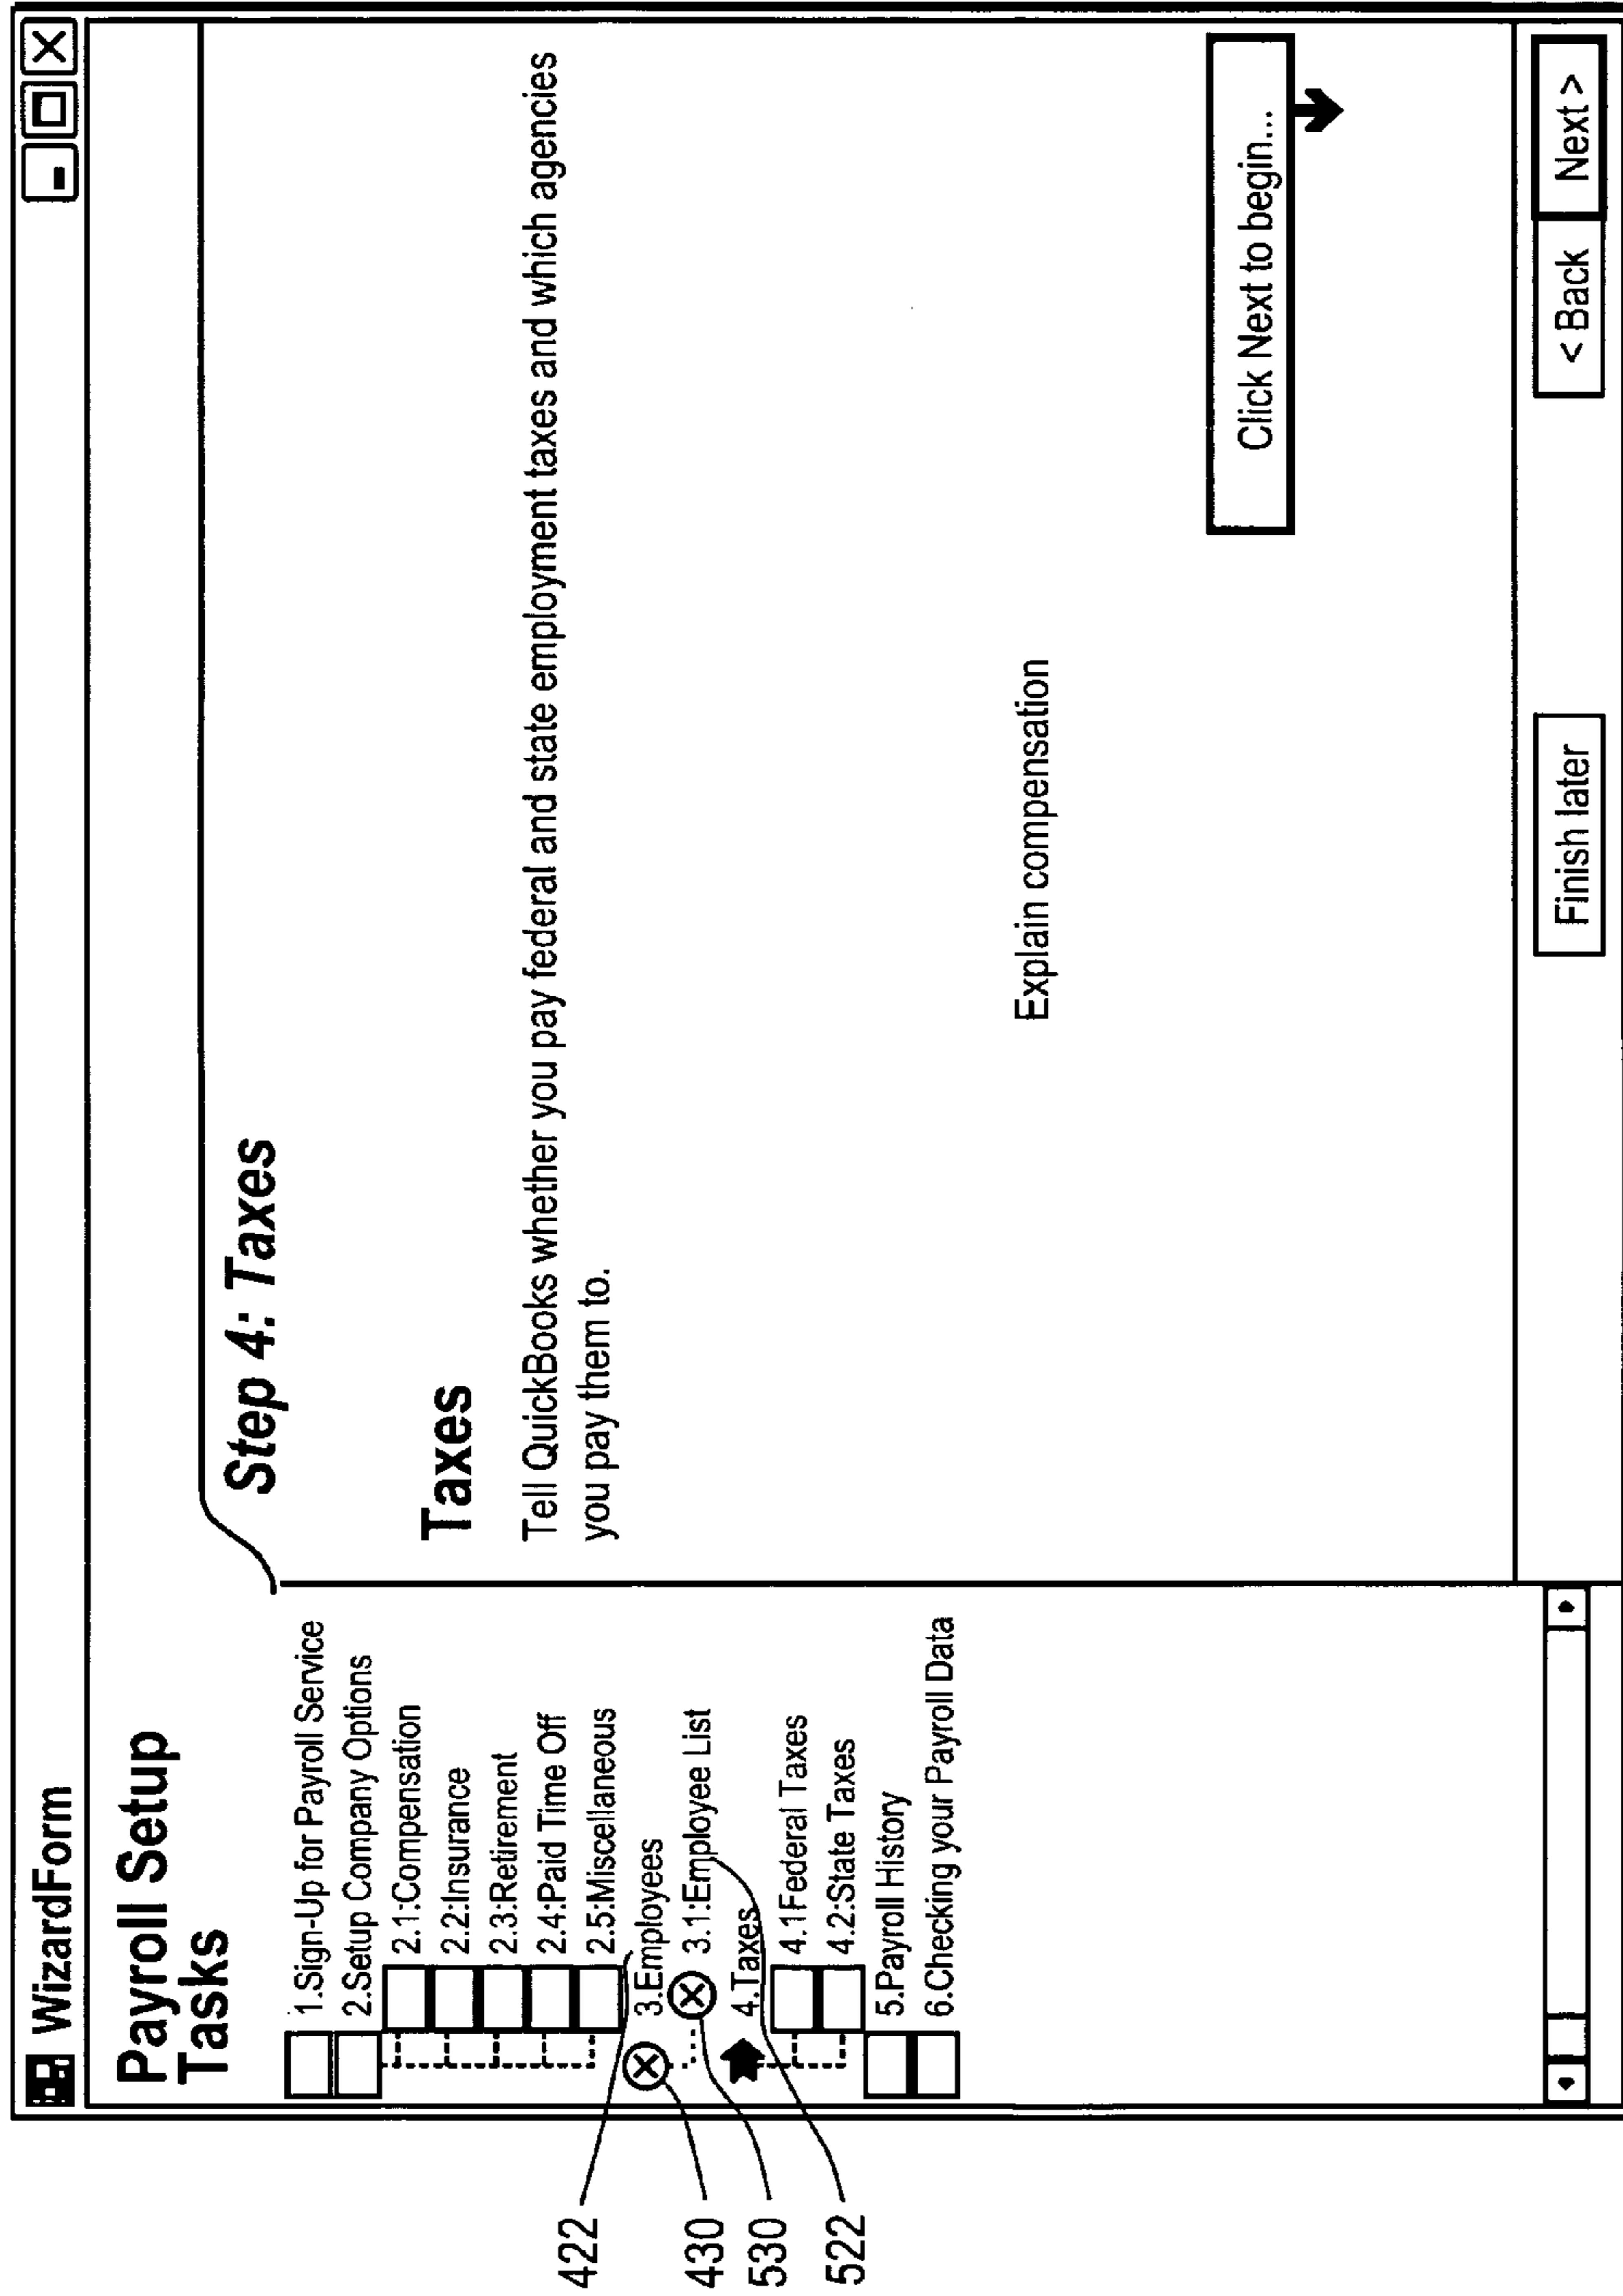 WizardForm
Payroll Setup
Tasks
1.Sign-Up for Payroll Service
2.Setup Company Options
2.1:Compensation
2.2:Insurance
2.3:Retirement
2.4:Paid Time Off
2.5:Miscellaneous
3.Employees
3.1:Employee List
4.Taxes
4.1Federal Taxes
4.2:State Taxes
5.Payroll History
6.Checking your Payroll Data
422
430
530
522
Step 4: Taxes
Taxes
Tell QuickBooks whether you pay federal and state employment taxes and which agencies
you pay them to.
Explain compensation
Click Next to begin...
Finish later
< Back
Next >